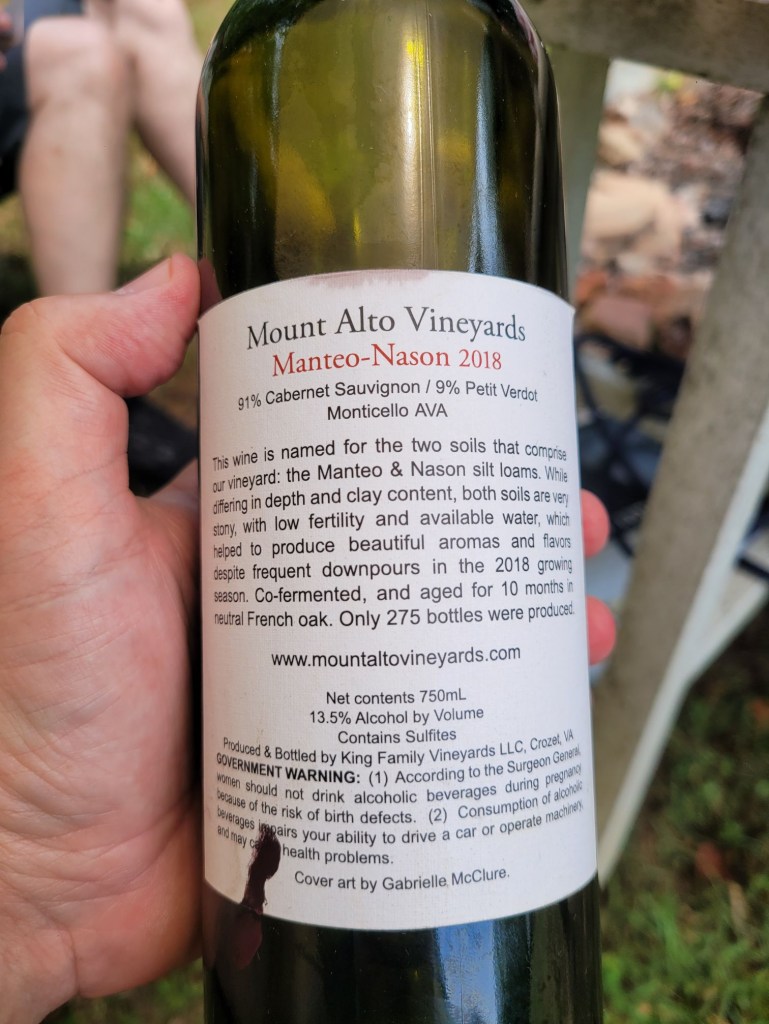 Mount Alto Vineyards
Manteo-Nason 2018
91% Cabernet Sauvignon / 9% Petit Verdot
Monticello AVA
This wine is named for the two soils that comprise
our vineyard: the Manteo & Nason silt loams. While
differing in depth and clay content, both soils are very
stony, with low fertility and available water, which
helped to produce beautiful aromas and flavors
despite frequent downpours in the 2018 growing
season. Co-fermented, and aged for 10 months in
neutral French oak. Only 275 bottles were produced.
www.mountaltovineyards.com
Net contents 750mL
13.5% Alcohol by Volume
Contains Sulfites
Produced & Bottled by King Family Vineyards LLC, Crozet, VA
GOVERNMENT WARNING: (1) According to the Surgeon General,
women should not drink alcoholic beverages during pregnancy
because of the risk of birth defects. (2) Consumption of alcoholic
beverages impairs your ability to drive a car or operate machinery,
and may health problems.
Cover art by Gabrielle McClure.